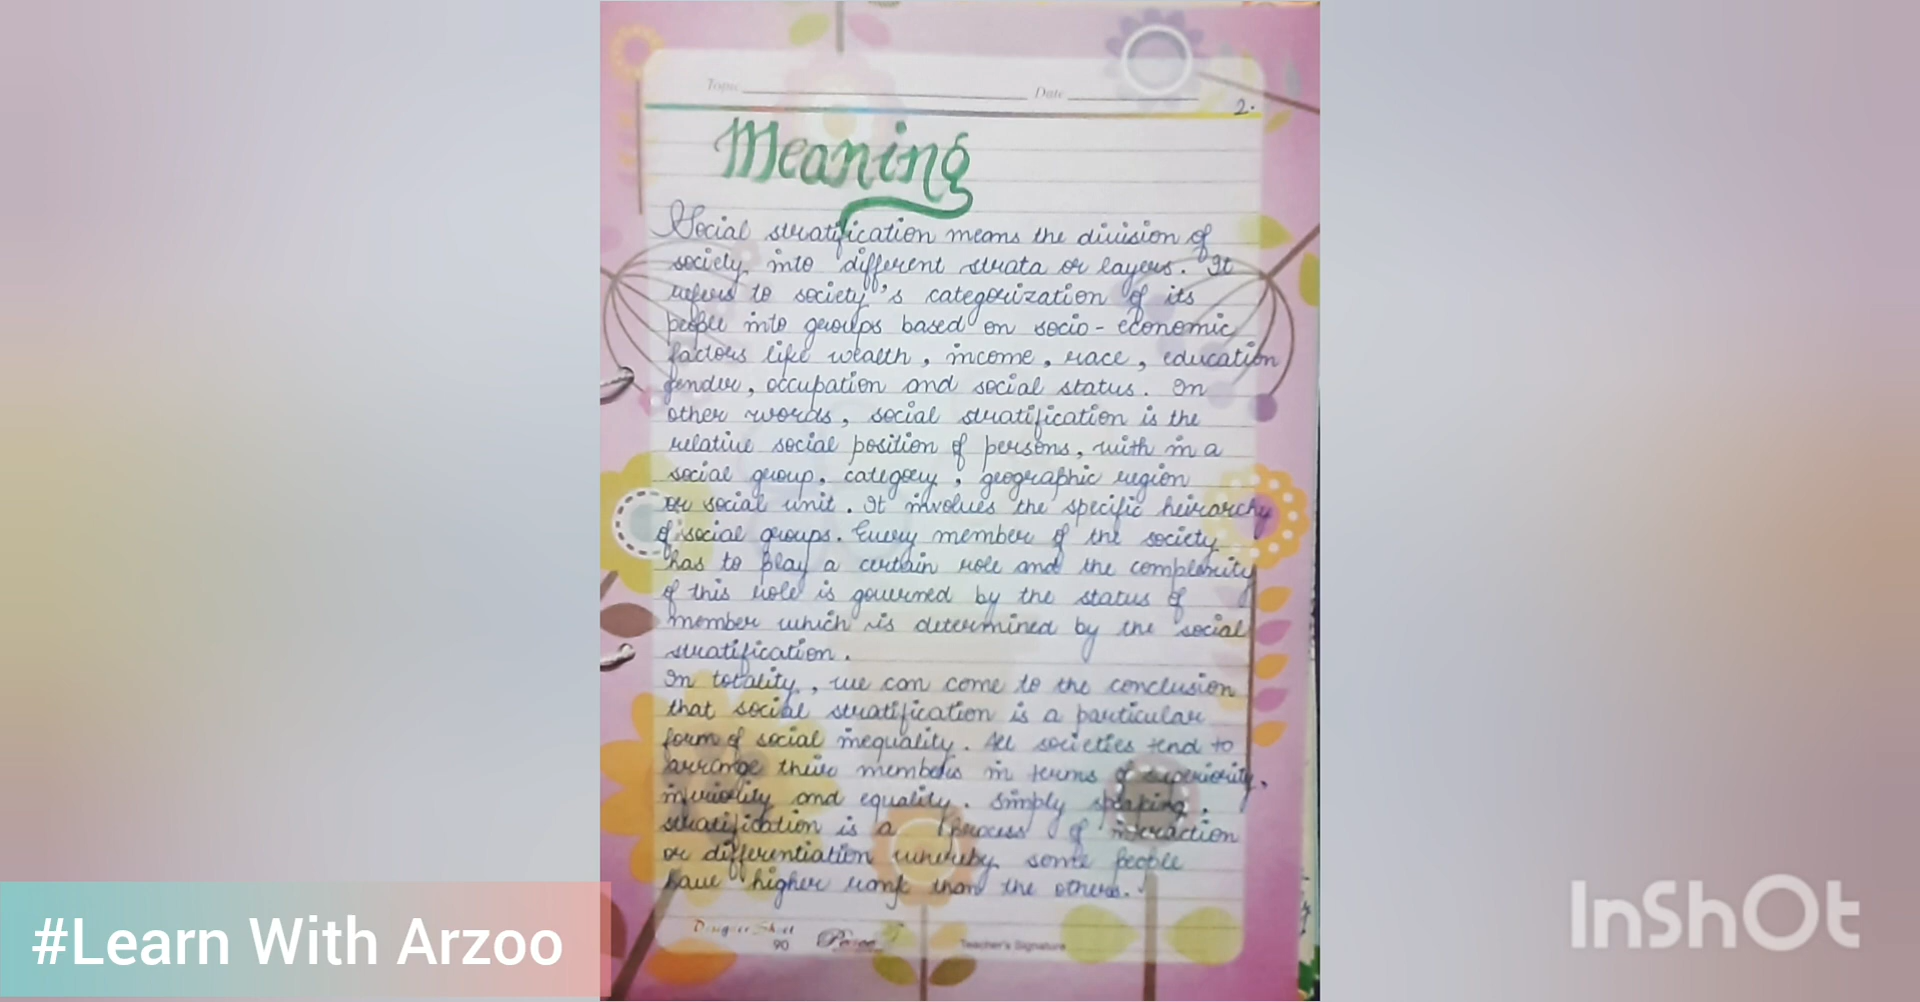 Topic Date
2.
Meaning
Social stratification means the division of
society into different strata or layers. It
refers to society's categorization of its
people into groups based on socio-economic
factors like wealth, income, race, education
gender, occupation and social status. In
other words, social stratification is the
relative social position of persons, with in a
social group, category, geographic region
or social unit. It involves the specific heirarchy
of social groups. Every member of the society
has to play a certain role and the complexity
of this role is governed by the status of
member which is determined by the social
stratification.
In totality, we can come to the conclusion
that social stratification is a particular
form of social inequality. All societies tend to
arrange their members in terms of superiority,
inferiority and equality. Simply speaking,
stratification is a process of interaction
or differentiation whereby some people
have higher rank than the others.
Designer Sheet
90
Teacher's Signature
#Learn With Arzoo
InShOt